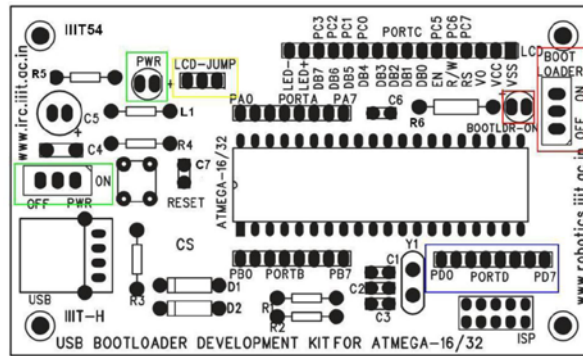 IIIT54
PWR
LCD-JUMP
PC3
PC2
PC1
PC0
PORTC
PC5
PC6
PC7
LCD
LED-
LED+
DB7
DB6
DB5
DB4
DB3
DB2
DB1
DB0
EN
R/W
RS
VO
VCC
VSS
BOOT
LOADER
ON
OFF
www.irc.iiit.ac.in
R5
C5
L1
PA0 PORTA PA7
C6
R6
BOOTLDR-ON
C4
R4
C7
RESET
ATMEGA-16/32
ON
OFF PWR
CS
USB
IIIT-H
R3
D1
D2
PB0 PORTB PB7
R1
R2
C1
C2
C3
Y1
PD0 PORTD PD7
ISP
www.robotics.iiit.ac.in
USB BOOTLOADER DEVELOPMENT KIT FOR ATMEGA-16/32